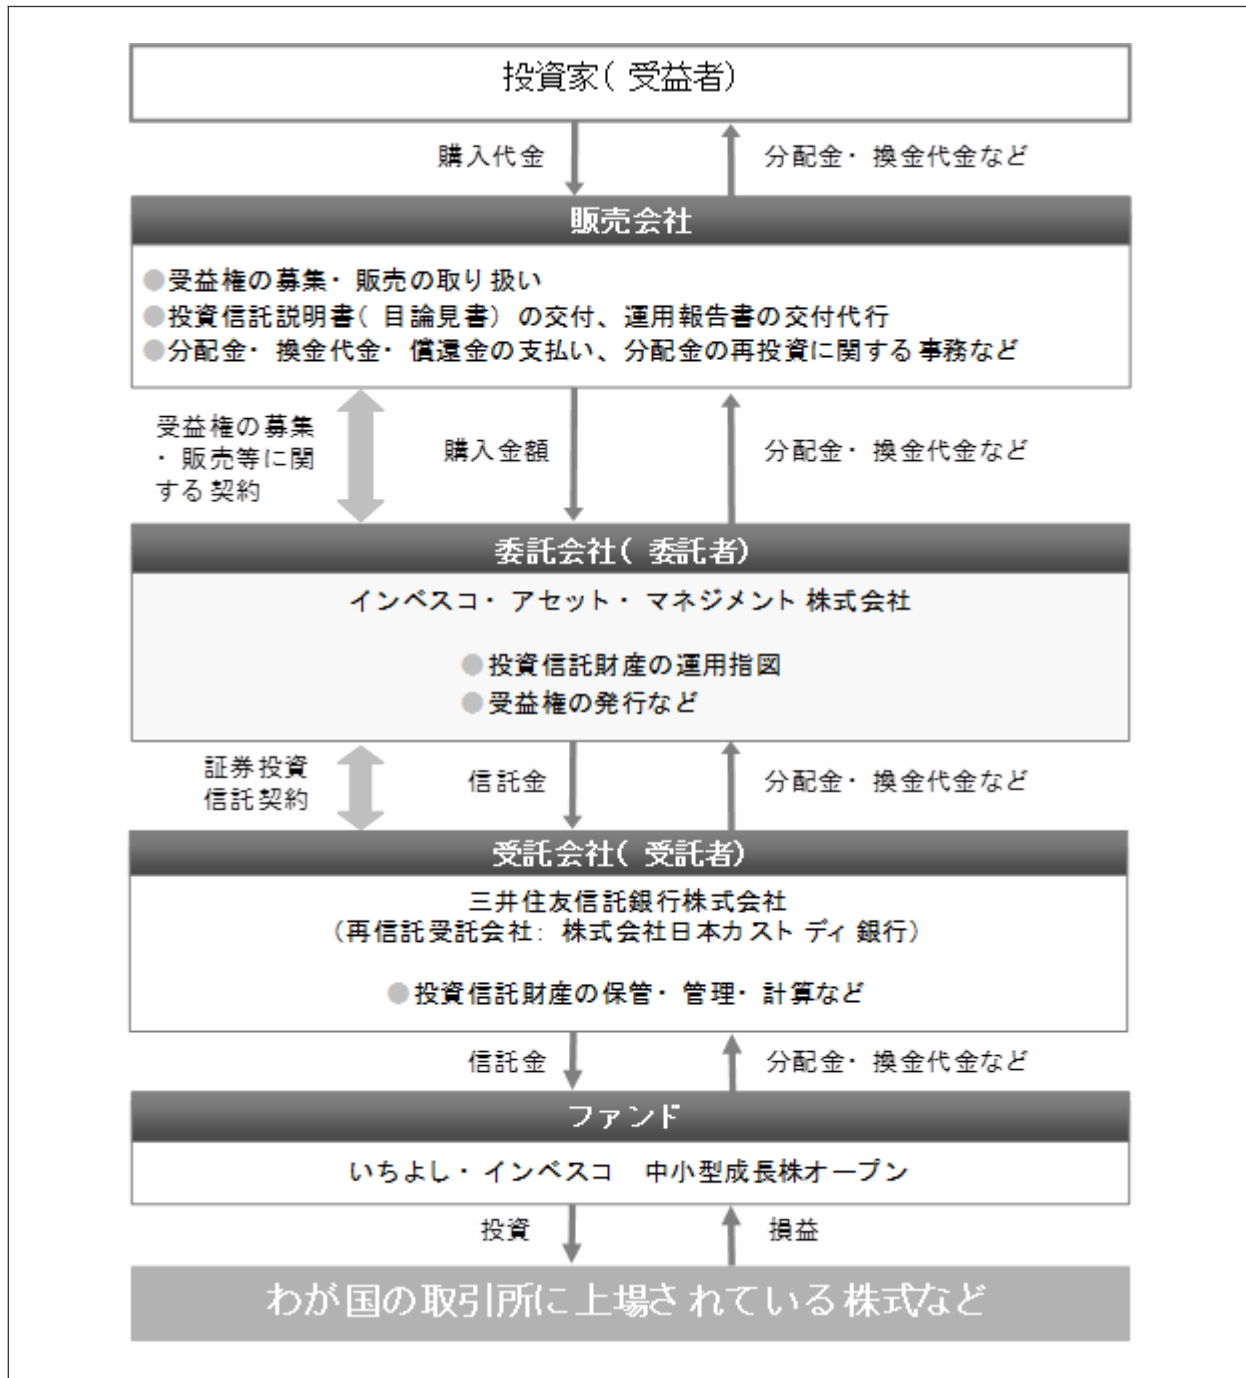 投資家(受益者)
購入代金
分配金・換金代金など
販売会社
●受益権の募集・販売の取り扱い
●投資信託説明書(目論見書)の交付、運用報告書の交付代行
●分配金・換金代金・償還金の支払い、分配金の再投資に関する事務など
受益権の募集
・販売等に関
する契約
購入金額
分配金・換金代金など
委託会社(委託者)
インベスコ・アセット・マネジメント株式会社
●投資信託財産の運用指図
●受益権の発行など
証券投資
信託契約
信託金
分配金・換金代金など
受託会社(受託者)
三井住友信託銀行株式会社
(再信託受託会社:株式会社日本カストディ銀行)
●投資信託財産の保管・管理・計算など
信託金
分配金・換金代金など
ファンド
いちよし・インベスコ 中小型成長株オープン
投資
損益
わが国の取引所に上場されている株式など